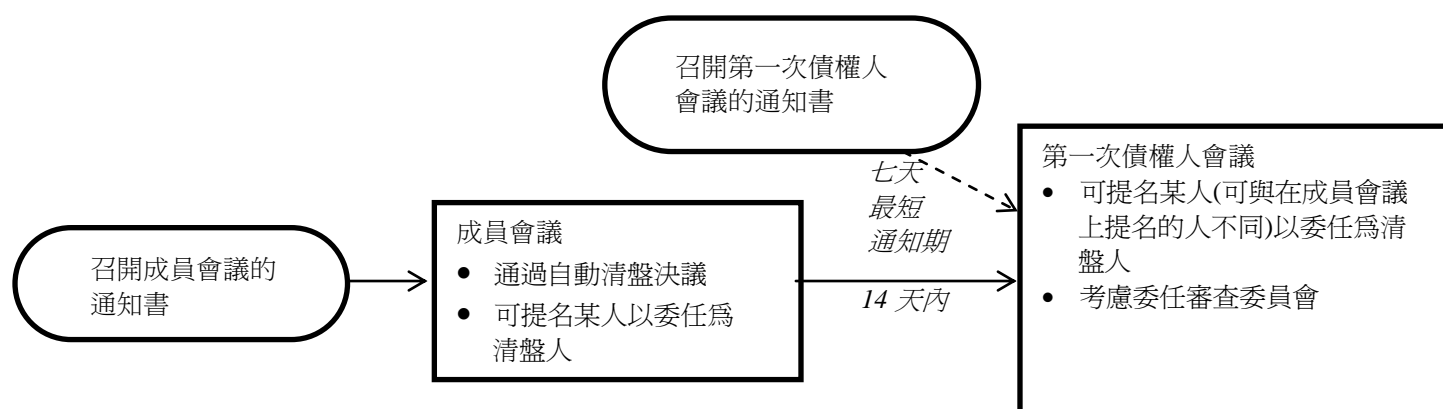 召開第一次債權人
會議的通知書
七天
最短
通知期
第一次債權人會議
• 可提名某人(可與在成員會議
上提名的人不同)以委任爲清
盤人
• 考慮委任審查委員會
召開成員會議的
通知書
成員會議
• 通過自動清盤決議
• 可提名某人以委任爲
清盤人
14 天內